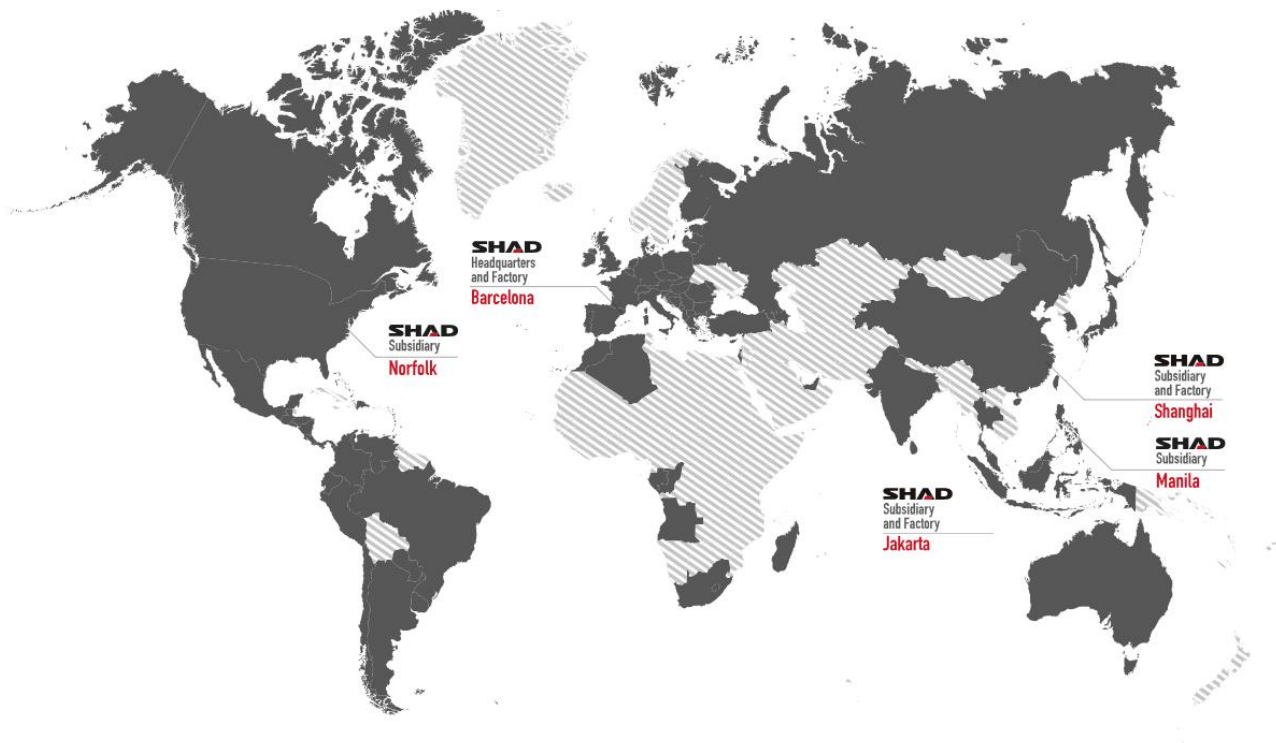 SHAD
Headquarters
and Factory
Barcelona
SHAD
Subsidiary
Norfolk
SHAD
Subsidiary
and Factory
Shanghai
SHAD
Subsidiary
Manila
SHAD
Subsidiary
and Factory
Jakarta